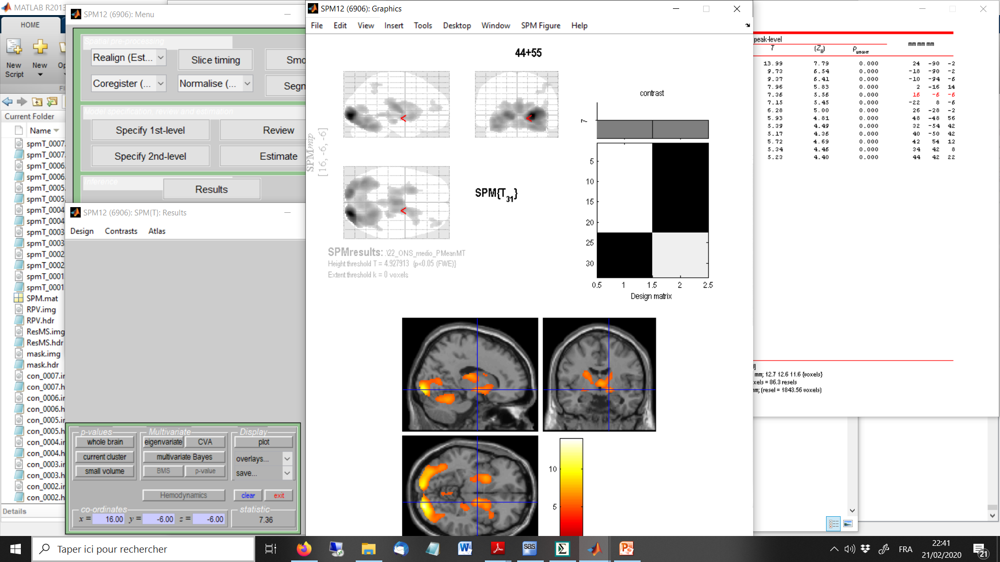 MATLAB R2013
HOME
New Script
New
Current Folder
Name
spmT_0007.
spmT_0007.
spmT_0006.
spmT_0006.
spmT_0005.
spmT_0005.
spmT_0004
spmT_0004
spmT_0003
spmT_0003
spmT_0002
spmT_0002
spmT_0001
spmT_0001
SPM.mat
RPV.img
RPV.hdr
ResMS.img
ResMS.hdr
mask.img
mask.hdr
con_0007.ir
con_0007.h
con_0006.ir
con_0006.h
con_0005.ir
con_0005.h
con_0004.ir
con_0004.h
con_0003.ir
con_0003.h
con_0002.ir
con_0002.h
Details
SPM12 (6906): Menu
Spatial pre-processing
Realign (Est...
Slice timing
Smo
Coregister (...
Normalise (...
Segn
Model specification, review and estimation
Specify 1st-level
Review
Specify 2nd-level
Estimate
Inference
Results
SPM12 (6906): SPM{T}: Results
Design Contrasts Atlas
p-values
whole brain
current cluster
small volume
Multivariate
eigenvariate CVA
multivariate Bayes
BMS p-value
Display
plot
overlays...
save...
Hemodynamics
clear
exit
co-ordinates
x = 16.00 y = -6.00 z = -6.00
statistic
7.36
SPM12 (6906): Graphics
File Edit View Insert Tools Desktop Window SPM Figure Help
44+55
SPMmip
[16, -6, -6]
SPM{T31}
SPMresults: .\22_ONS_medio_PMeanMT
Height threshold T = 4.927913 {p<0.05 (FWE)}
Extent threshold k = 0 voxels
contrast
7
5
10
15
20
25
30
0.5 1 1.5 2 2.5
Design matrix
10
5
peak-level
T (Z≡) p uncorr
mm mm mm
13.99 7.79 0.000 24 -90 -2
9.73 6.54 0.000 -18 -90 -2
9.37 6.41 0.000 -10 -94 -6
7.96 5.83 0.000 2 -16 14
7.36 5.56 0.000 16 -6 -6
7.15 5.45 0.000 -22 8 -6
6.28 5.00 0.000 26 -28 -2
5.93 4.81 0.000 48 -48 56
5.39 4.49 0.000 32 -54 42
5.17 4.35 0.000 40 -50 42
5.72 4.69 0.000 42 54 12
5.34 4.46 0.000 34 42 8
5.23 4.40 0.000 44 42 22
0]
mm; 12.7 12.6 11.6 {voxels}
xels = 86.3 resels
nm; (resel = 1843.56 voxels)
Taper ici pour rechercher
sas
FRA
22:41
21/02/2020
21